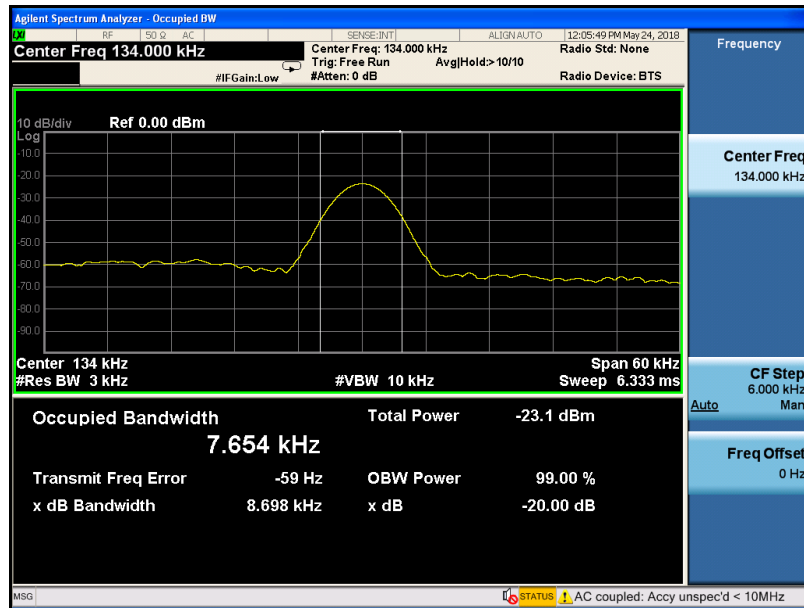 Agilent Spectrum Analyzer - Occupied BW
LXI RF 50 Ω AC SENSE:INT ALIGN AUTO 12:05:49 PM May 24, 2018
Center Freq 134.000 kHz
Center Freq: 134.000 kHz
Radio Std: None
Trig: Free Run
Avg|Hold:>10/10
#IFGain:Low
#Atten: 0 dB
Radio Device: BTS
Frequency
10 dB/div
Ref 0.00 dBm
Log
-10.0
-20.0
-30.0
-40.0
-50.0
-60.0
-70.0
-80.0
-90.0
Center Freq
134.000 kHz
Center 134 kHz
Span 60 kHz
#Res BW 3 kHz
#VBW 10 kHz
Sweep 6.333 ms
CF Step
6.000 kHz
Auto Man
Occupied Bandwidth
7.654 kHz
Total Power -23.1 dBm
Transmit Freq Error -59 Hz
OBW Power 99.00 %
x dB Bandwidth 8.698 kHz
x dB -20.00 dB
Freq Offset
0 Hz
MSG
STATUS
AC coupled: Accy unspec'd < 10MHz